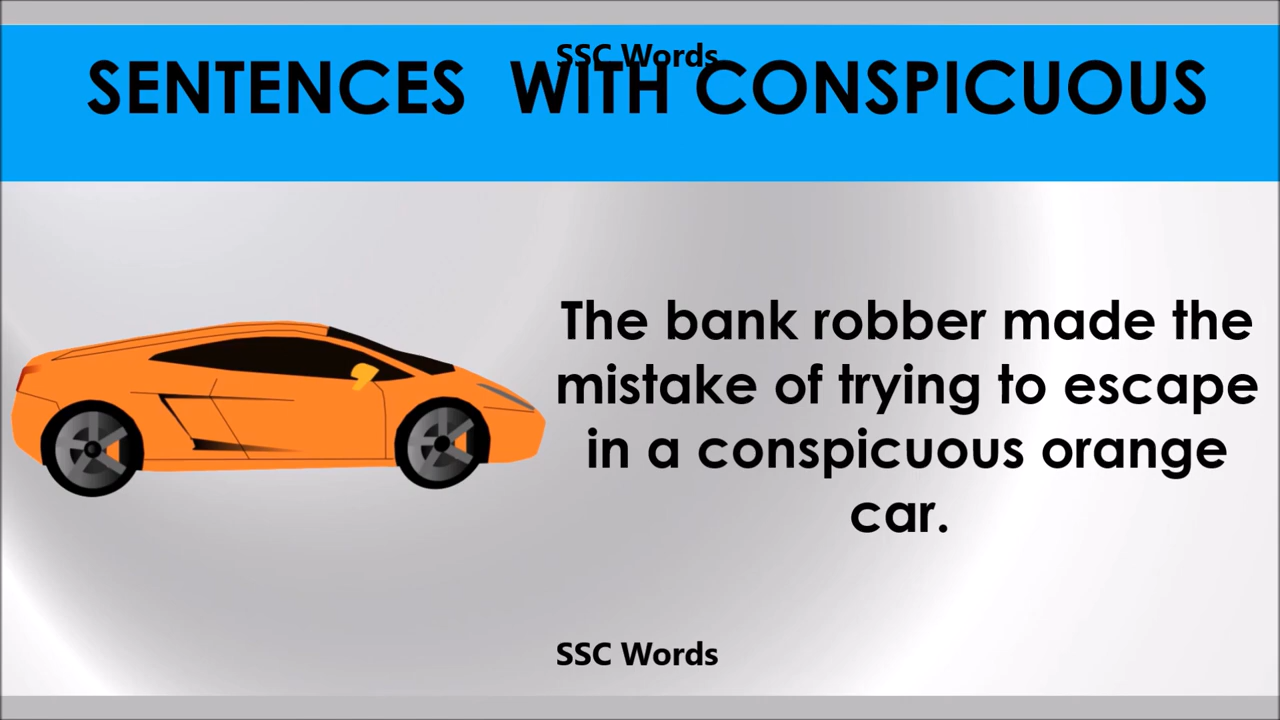 SSC Words
SENTENCES WITH CONSPICUOUS
The bank robber made the
mistake of trying to escape
in a conspicuous orange
car.
SSC Words